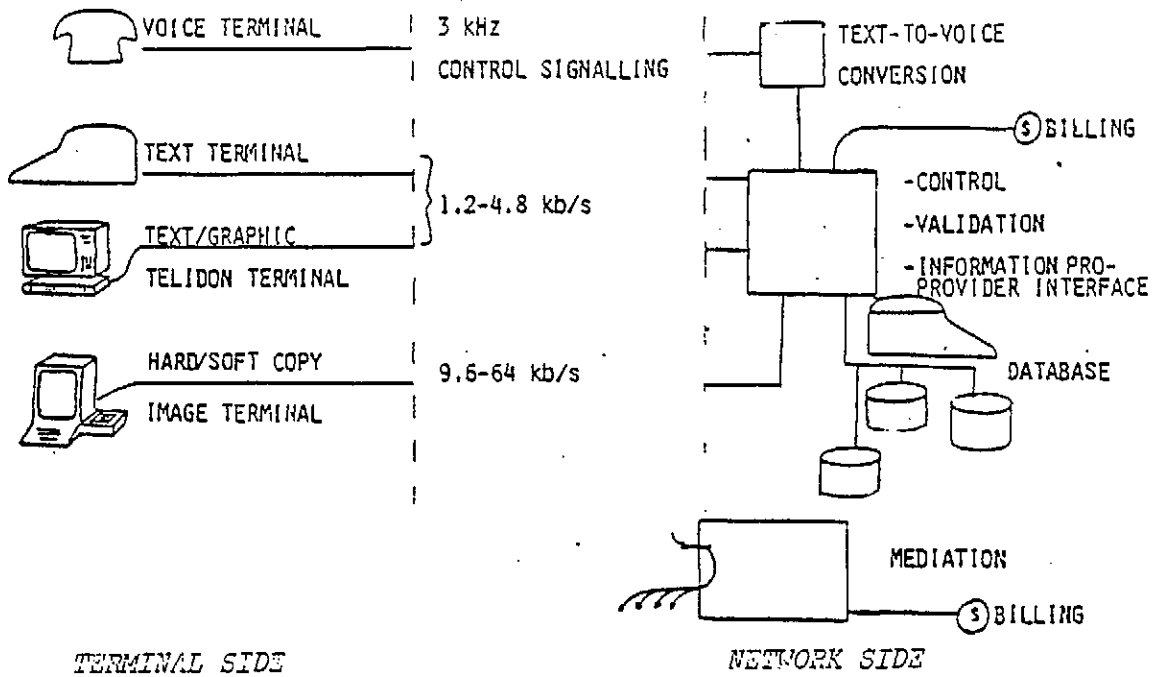 VOICE TERMINAL
3 kHz
CONTROL SIGNALLING
TEXT-TO-VOICE
CONVERSION
$ BILLING
TEXT TERMINAL
1.2-4.8 kb/s
-CONTROL
-VALIDATION
-INFORMATION PRO-
PROVIDER INTERFACE
TEXT/GRAPHIC
TELIDON TERMINAL
HARD/SOFT COPY
IMAGE TERMINAL
9.6-64 kb/s
DATABASE
MEDIATION
$ BILLING
TERMINAL SIDE
NETWORK SIDE